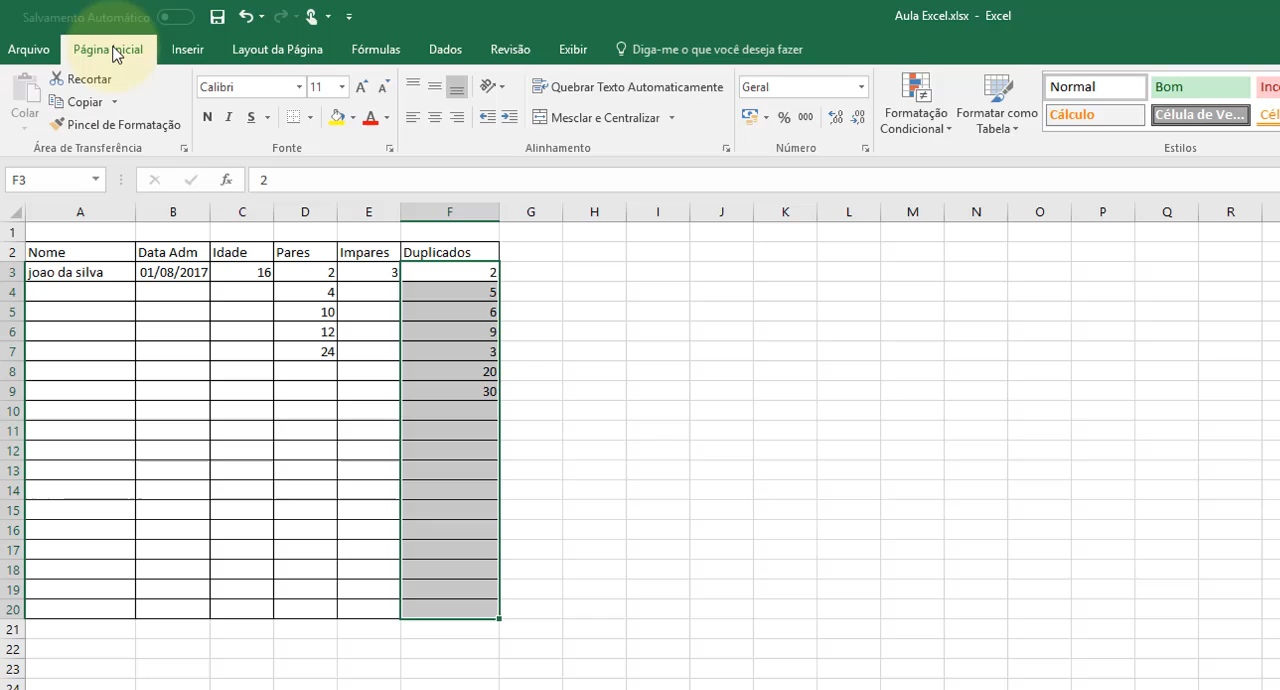 Salvamento Automático
Aula Excel.xlsx - Excel
Arquivo Página Inicial Inserir Layout da Página Fórmulas Dados Revisão Exibir Diga-me o que você deseja fazer
Colar
Recortar
Copiar
Pincel de Formatação
Área de Transferência
Calibri 11
N I S
Fonte
Quebrar Texto Automaticamente
Mesclar e Centralizar
Alinhamento
Geral
% 000
Número
Formatação Condicional
Formatar como Tabela
Normal Bom
Cálculo Célula de Ve...
Estilos
F3 fx 2
A B C D E F G H I J K L M N O P Q R
1
2 Nome Data Adm Idade Pares Impares Duplicados
3 joao da silva 01/08/2017 16 2 3 2
4 4 5
5 10 6
6 12 9
7 24 3
8 20
9 30
10
11
12
13
14
15
16
17
18
19
20
21
22
23
24